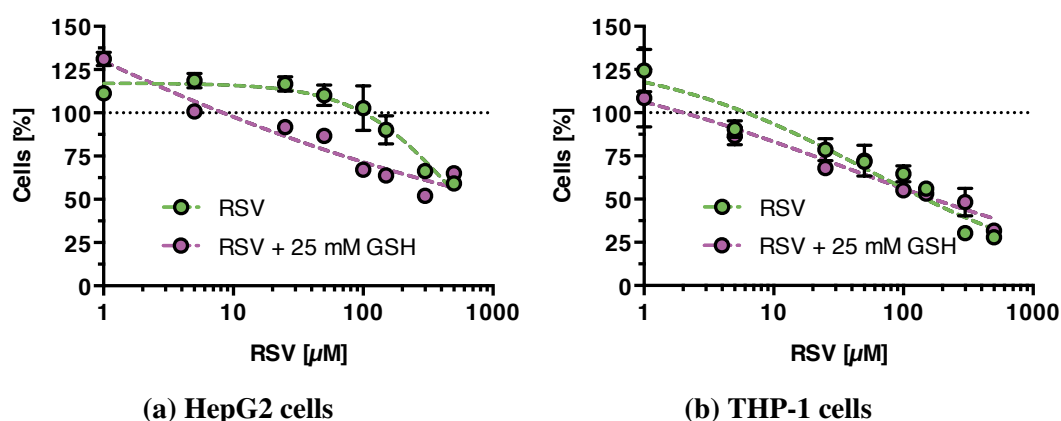 150
125
100
75
50
25
0
Cells [%]
RSV
RSV + 25 mM GSH
1 10 100 1000
RSV [µM]
(a) HepG2 cells
150
125
100
75
50
25
0
Cells [%]
RSV
RSV + 25 mM GSH
1 10 100 1000
RSV [µM]
(b) THP-1 cells